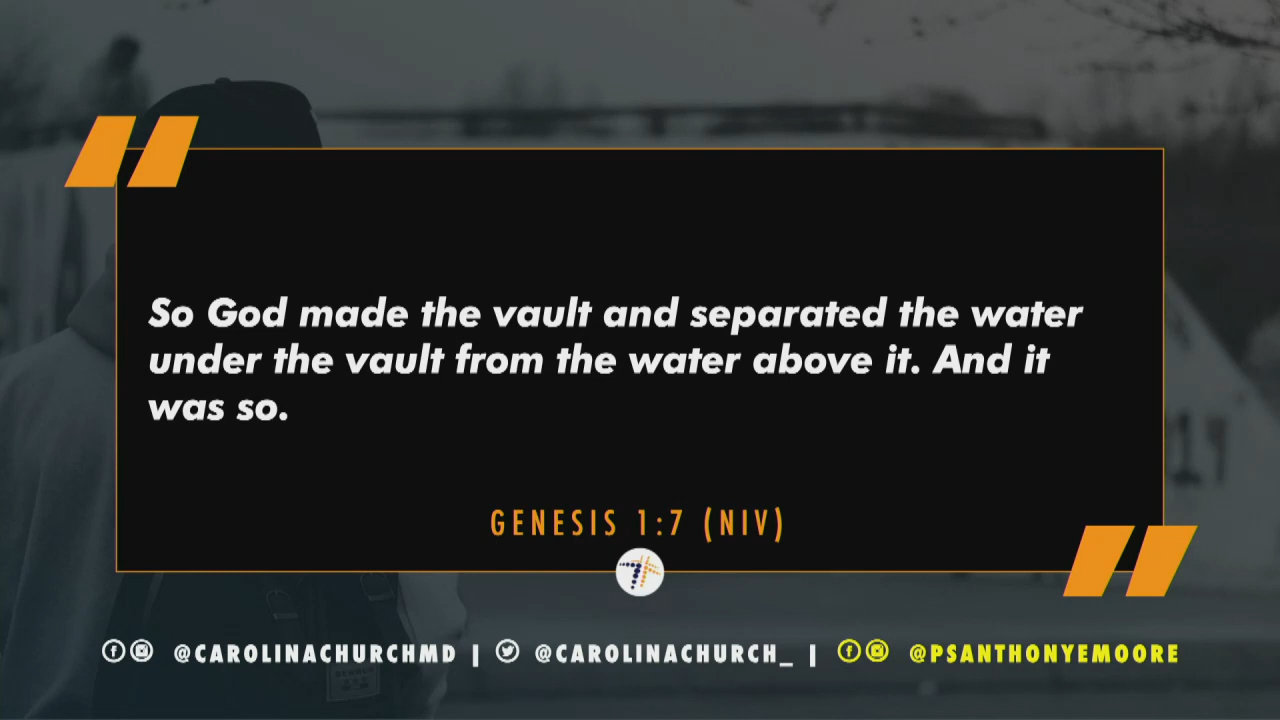 So God made the vault and separated the water
under the vault from the water above it. And it
was so.
GENESIS 1:7 (NIV)
@CAROLINACHURCHMD | @CAROLINACHURCH_ | @PSANTHONYEMOORE